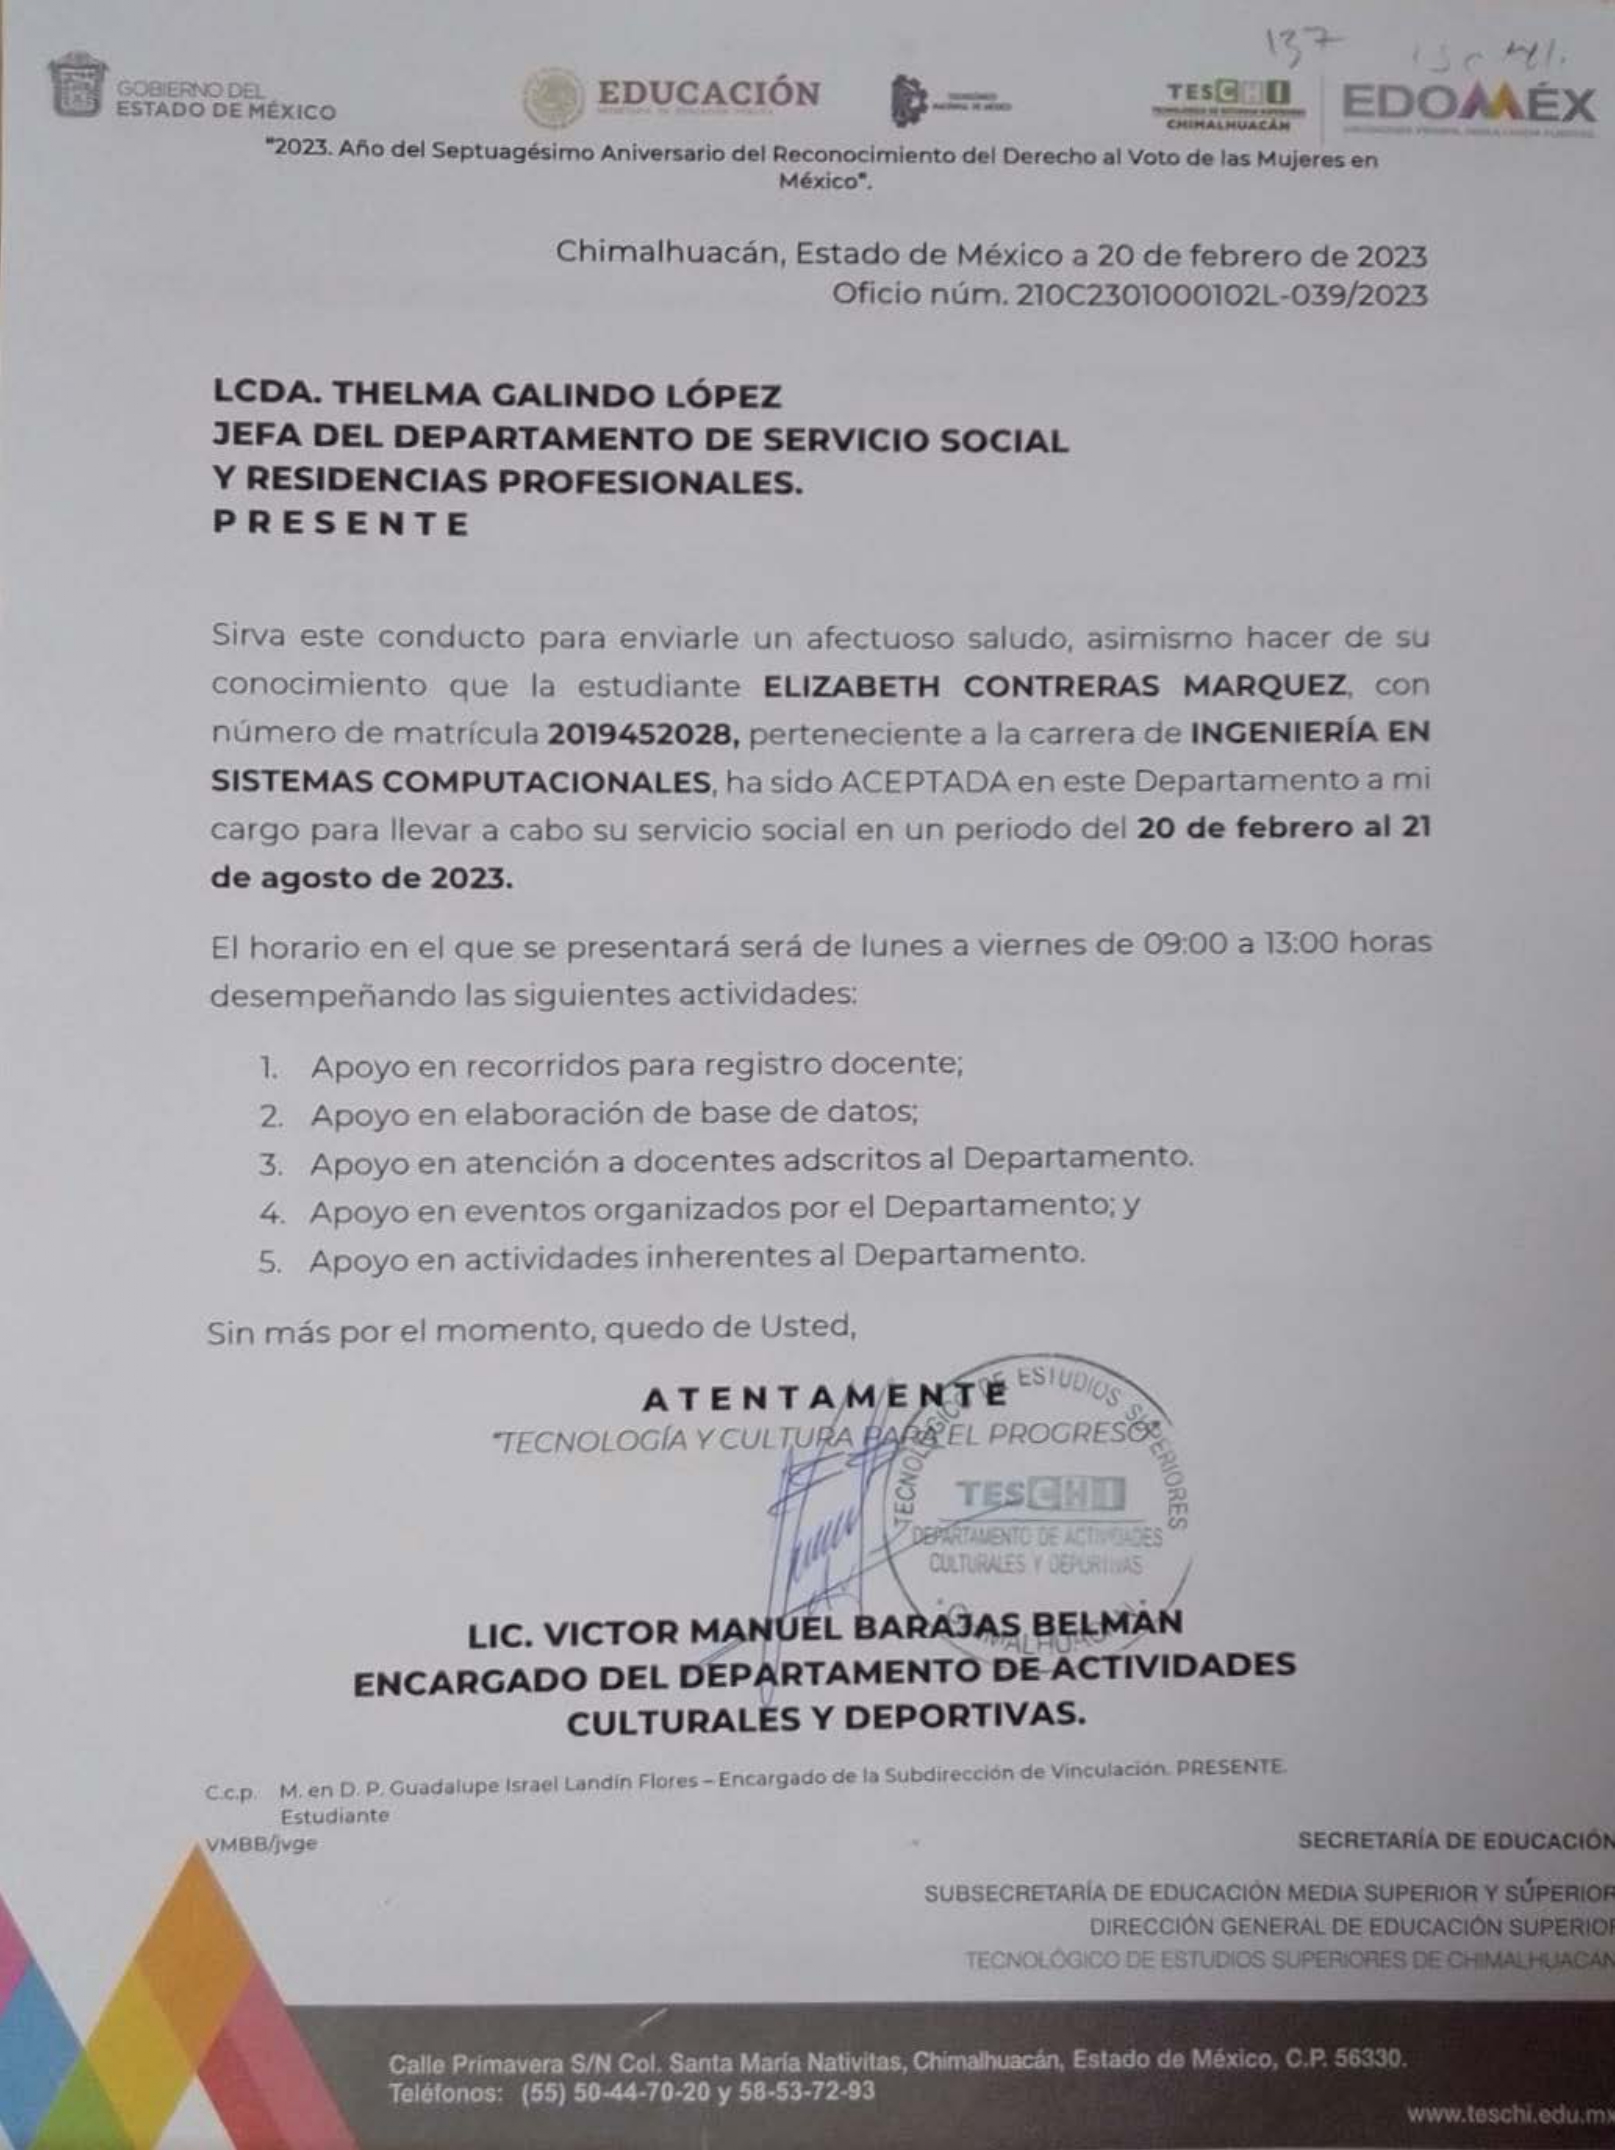 137
GOBIERNO DEL
ESTADO DE MÉXICO
EDUCACIÓN
SECRETARÍA DE EDUCACIÓN PÚBLICA
TECNOLÓGICO
NACIONAL DE MÉXICO
TESCHI
CHIMALHUACÁN
EDOMÉX
"2023. Año del Septuagésimo Aniversario del Reconocimiento del Derecho al Voto de las Mujeres en
México".
Chimalhuacán, Estado de México a 20 de febrero de 2023
Oficio núm. 210C2301000102L-039/2023
LCDA. THELMA GALINDO LÓPEZ
JEFA DEL DEPARTAMENTO DE SERVICIO SOCIAL
Y RESIDENCIAS PROFESIONALES.
P R E S E N T E
Sirva este conducto para enviarle un afectuoso saludo, asimismo hacer de su
conocimiento que la estudiante ELIZABETH CONTRERAS MARQUEZ, con
número de matrícula 2019452028, perteneciente a la carrera de INGENIERÍA EN
SISTEMAS COMPUTACIONALES, ha sido ACEPTADA en este Departamento a mi
cargo para llevar a cabo su servicio social en un periodo del 20 de febrero al 21
de agosto de 2023.
El horario en el que se presentará será de lunes a viernes de 09:00 a 13:00 horas
desempeñando las siguientes actividades:
1. Apoyo en recorridos para registro docente;
2. Apoyo en elaboración de base de datos;
3. Apoyo en atención a docentes adscritos al Departamento.
4. Apoyo en eventos organizados por el Departamento; y
5. Apoyo en actividades inherentes al Departamento.
Sin más por el momento, quedo de Usted,
A T E N T A M E N T E
"TECNOLOGÍA Y CULTURA PARA EL PROGRESO"
TECNOLÓGICO DE ESTUDIOS SUPERIORES
TESCHI
DEPARTAMENTO DE ACTIVIDADES
CULTURALES Y DEPORTIVAS
CHIMALHUACÁN
LIC. VICTOR MANUEL BARAJAS BELMAN
ENCARGADO DEL DEPARTAMENTO DE ACTIVIDADES
CULTURALES Y DEPORTIVAS.
C.c.p. M. en D. P. Guadalupe Israel Landín Flores – Encargado de la Subdirección de Vinculación. PRESENTE.
Estudiante
VMBB/jvge
SECRETARÍA DE EDUCACIÓN
SUBSECRETARÍA DE EDUCACIÓN MEDIA SUPERIOR Y SUPERIOR
DIRECCIÓN GENERAL DE EDUCACIÓN SUPERIOR
TECNOLÓGICO DE ESTUDIOS SUPERIORES DE CHIMALHUACÁN
Calle Primavera S/N Col. Santa María Nativitas, Chimalhuacán, Estado de México, C.P. 56330.
Teléfonos: (55) 50-44-70-20 y 58-53-72-93
www.teschi.edu.mx